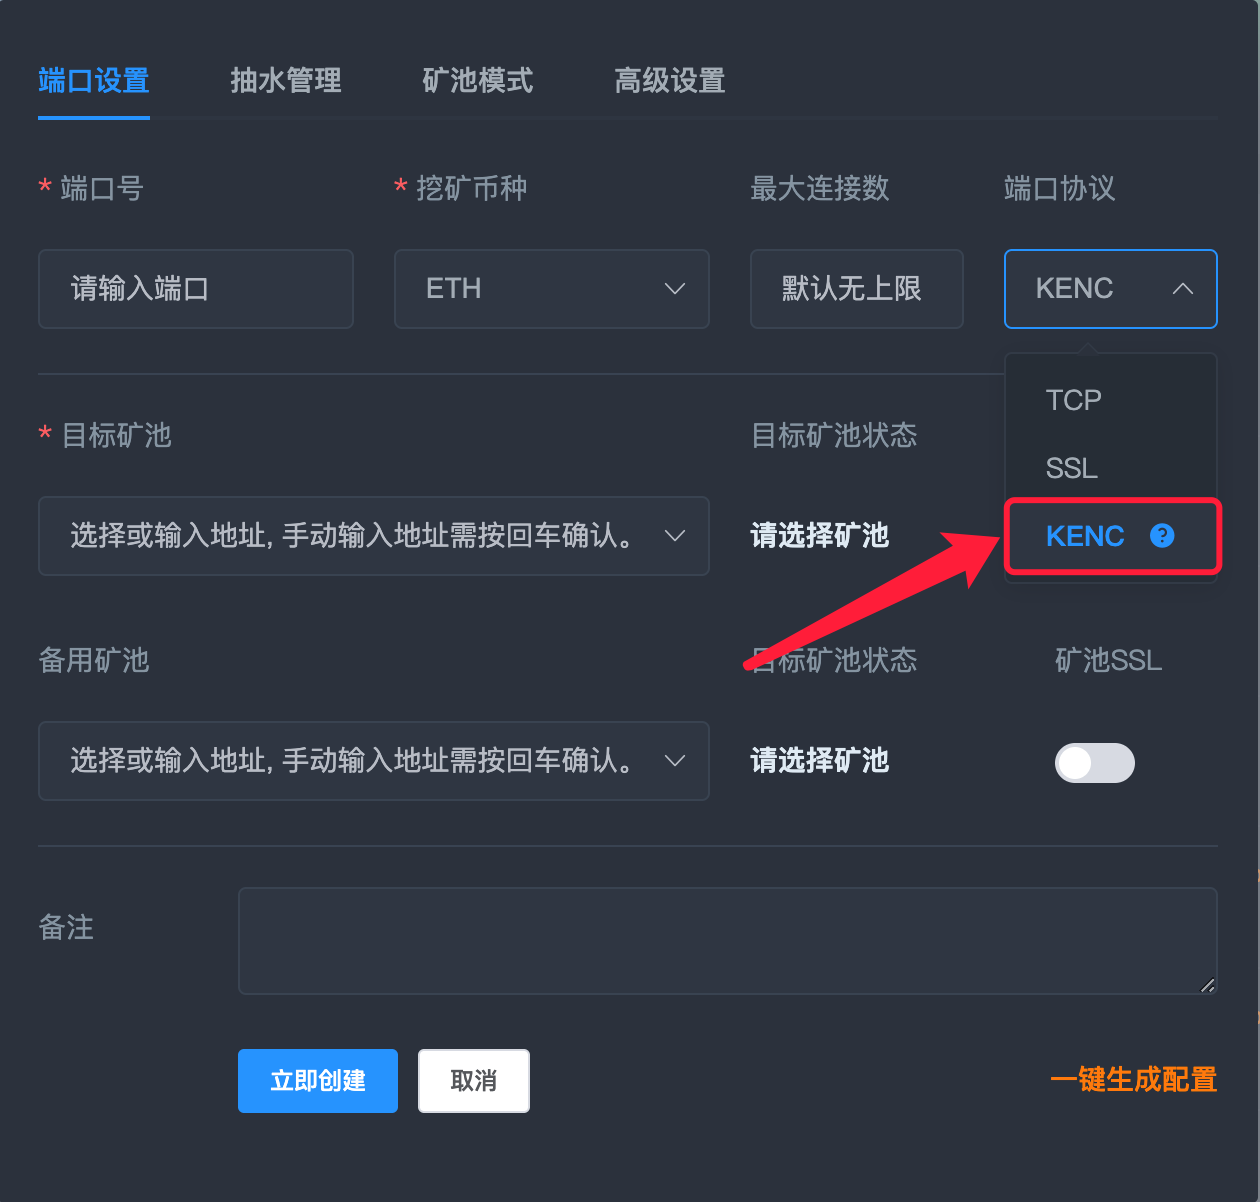 端口设置 抽水管理 矿池模式 高级设置
* 端口号 * 挖矿币种 最大连接数 端口协议
请输入端口 ETH 默认无上限 KENC
TCP
* 目标矿池 目标矿池状态
SSL
选择或输入地址, 手动输入地址需按回车确认。 请选择矿池 KENC ?
备用矿池 目标矿池状态 矿池SSL
选择或输入地址, 手动输入地址需按回车确认。 请选择矿池
备注
立即创建 取消 一键生成配置